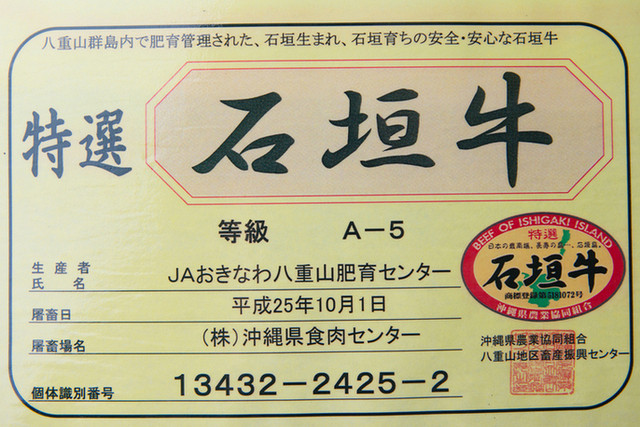 八重山群島内で肥育管理された、石垣生まれ、石垣育ちの安全・安心な石垣牛
特選 石垣牛
等級 A－5
生産者氏名 JAおきなわ八重山肥育センター
屠畜日 平成25年10月1日
屠畜場名 (株)沖縄県食肉センター
個体識別番号 13432－2425－2
BEEF OF ISHIGAKI ISLAND
特選
石垣牛
沖縄県農業協同組合
沖縄県農業協同組合
八重山地区畜産振興センター